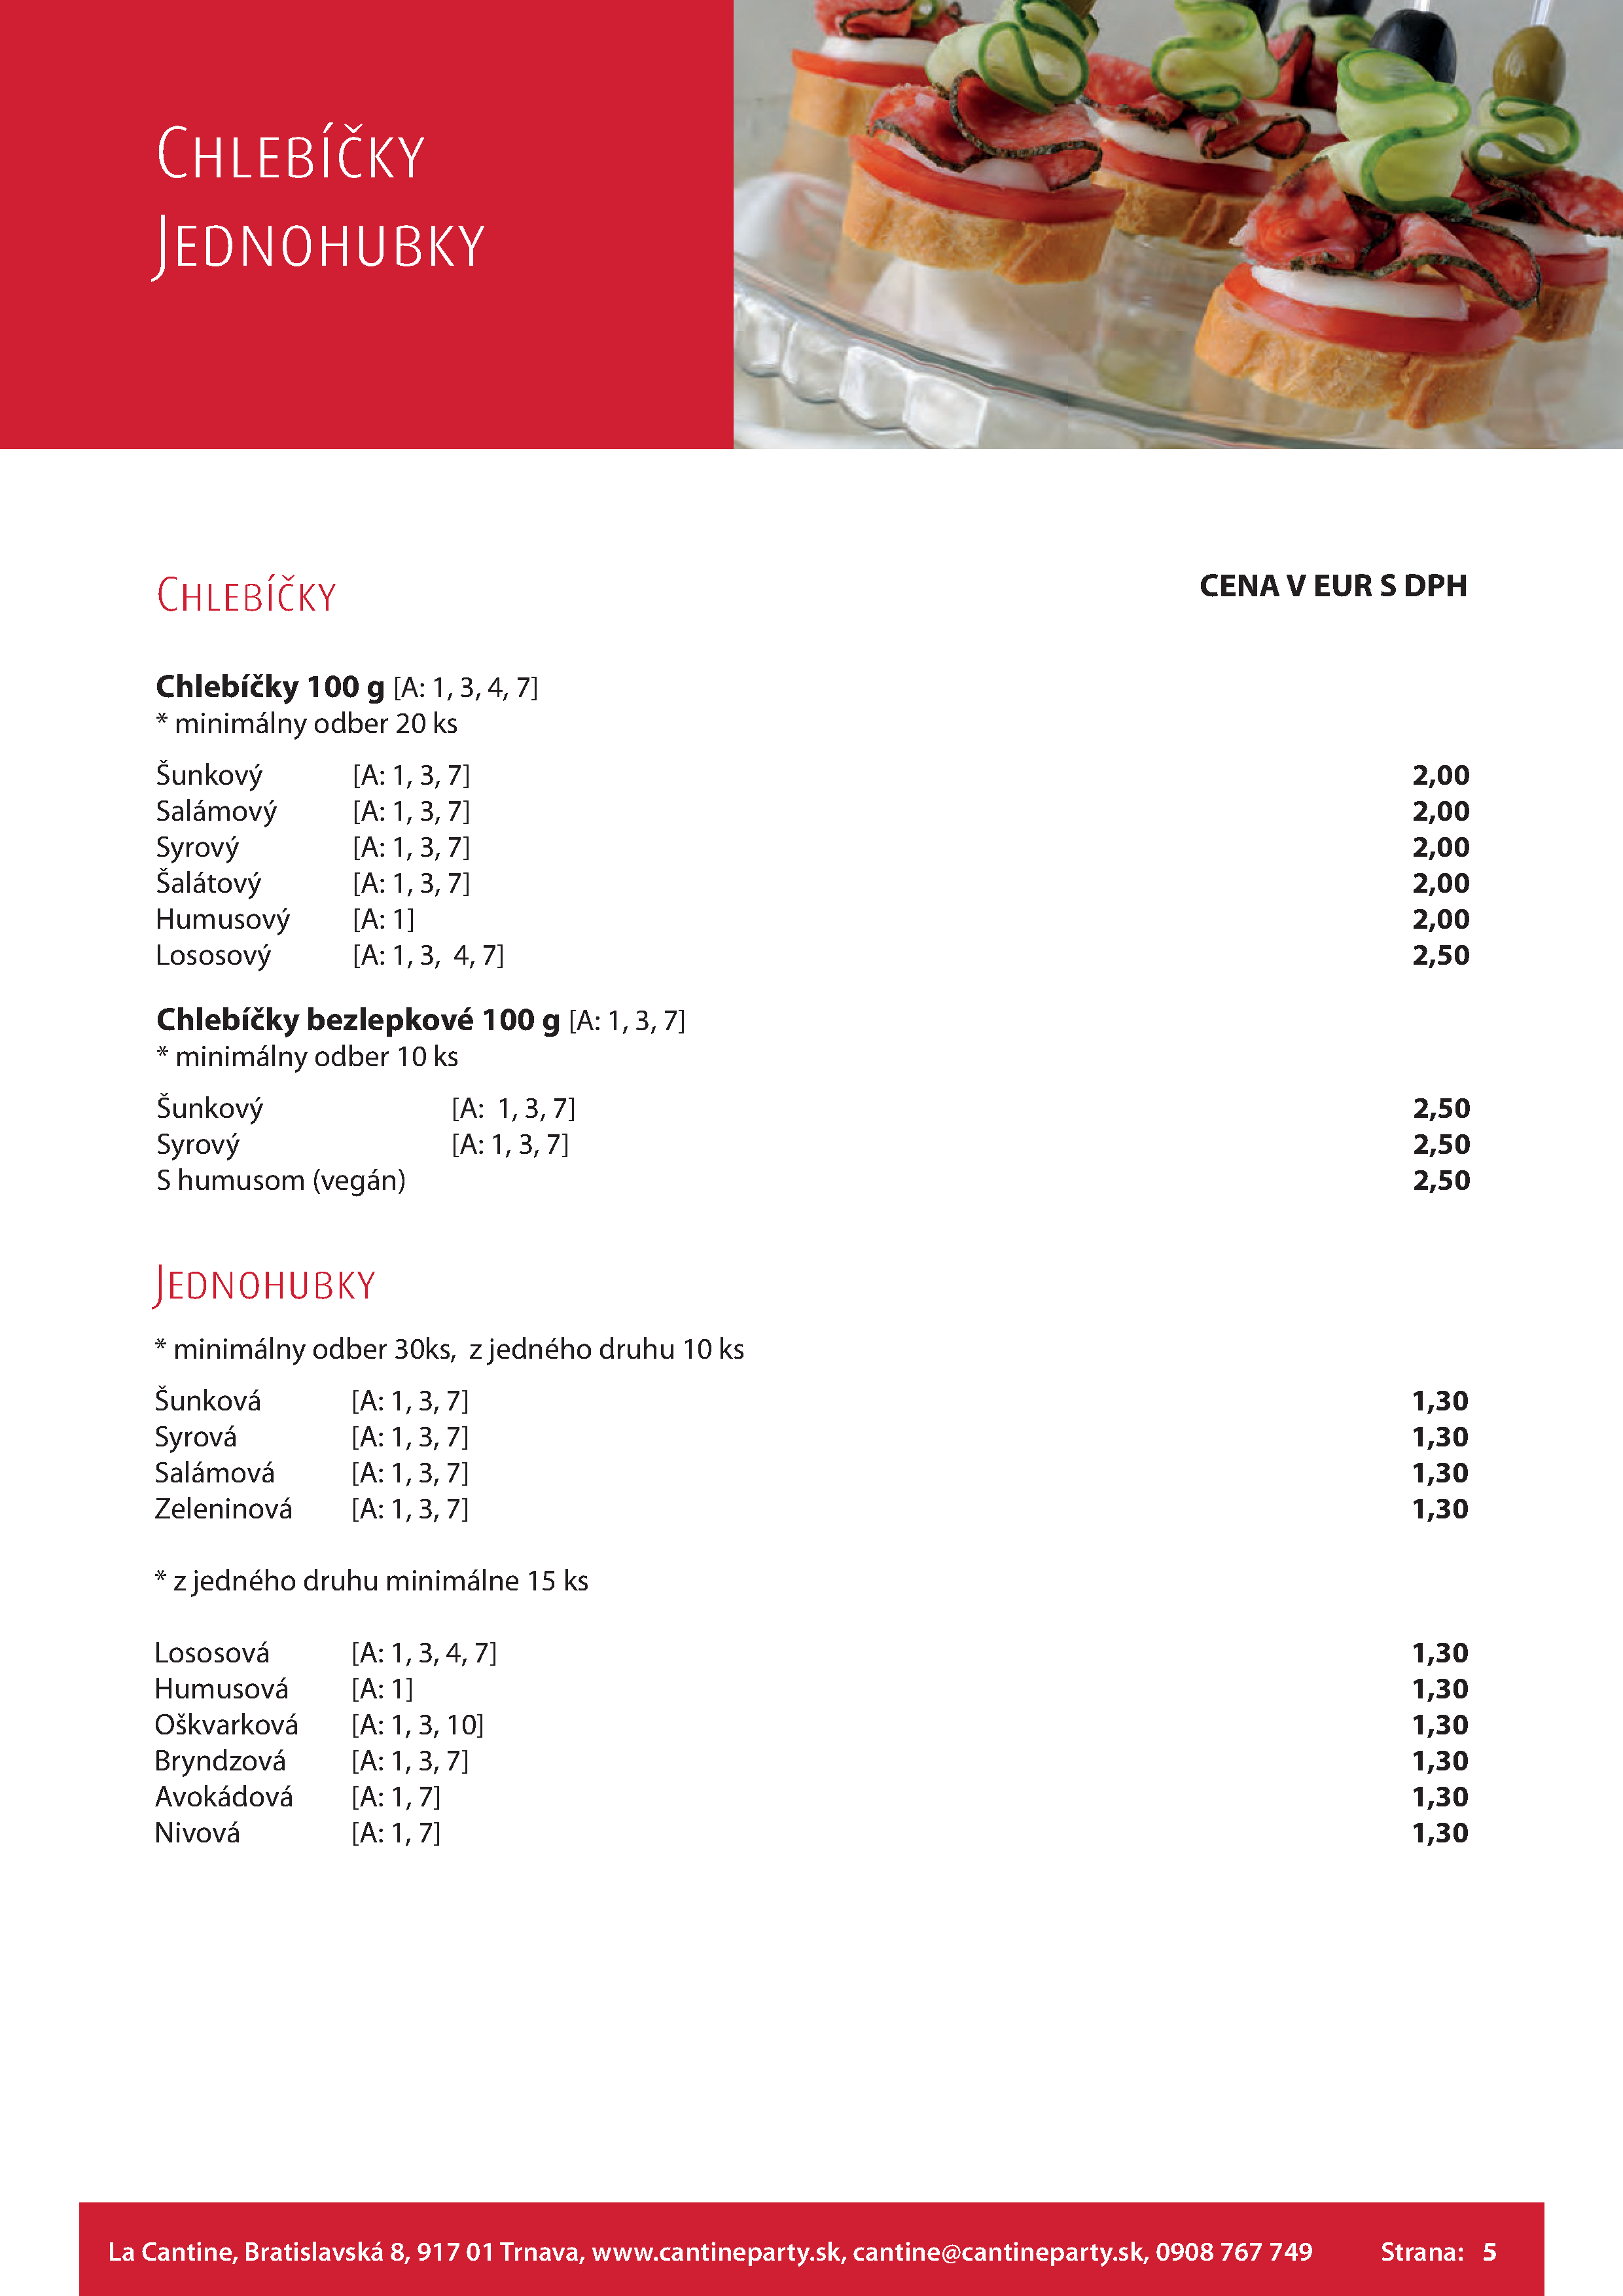 Chlebíčky
Jednohubky
Chlebíčky CENA V EUR S DPH
Chlebíčky 100 g [A: 1, 3, 4, 7]
* minimálny odber 20 ks
Šunkový [A: 1, 3, 7] 2,00
Salámový [A: 1, 3, 7] 2,00
Syrový [A: 1, 3, 7] 2,00
Šalátový [A: 1, 3, 7] 2,00
Humusový [A: 1] 2,00
Lososový [A: 1, 3, 4, 7] 2,50
Chlebíčky bezlepkové 100 g [A: 1, 3, 7]
* minimálny odber 10 ks
Šunkový [A: 1, 3, 7] 2,50
Syrový [A: 1, 3, 7] 2,50
S humusom (vegán) 2,50
Jednohubky
* minimálny odber 30ks, z jedného druhu 10 ks
Šunková [A: 1, 3, 7] 1,30
Syrová [A: 1, 3, 7] 1,30
Salámová [A: 1, 3, 7] 1,30
Zeleninová [A: 1, 3, 7] 1,30
* z jedného druhu minimálne 15 ks
Lososová [A: 1, 3, 4, 7] 1,30
Humusová [A: 1] 1,30
Oškvarková [A: 1, 3, 10] 1,30
Bryndzová [A: 1, 3, 7] 1,30
Avokádová [A: 1, 7] 1,30
Nivová [A: 1, 7] 1,30
La Cantine, Bratislavská 8, 917 01 Trnava, www.cantineparty.sk, cantine@cantineparty.sk, 0908 767 749 Strana: 5